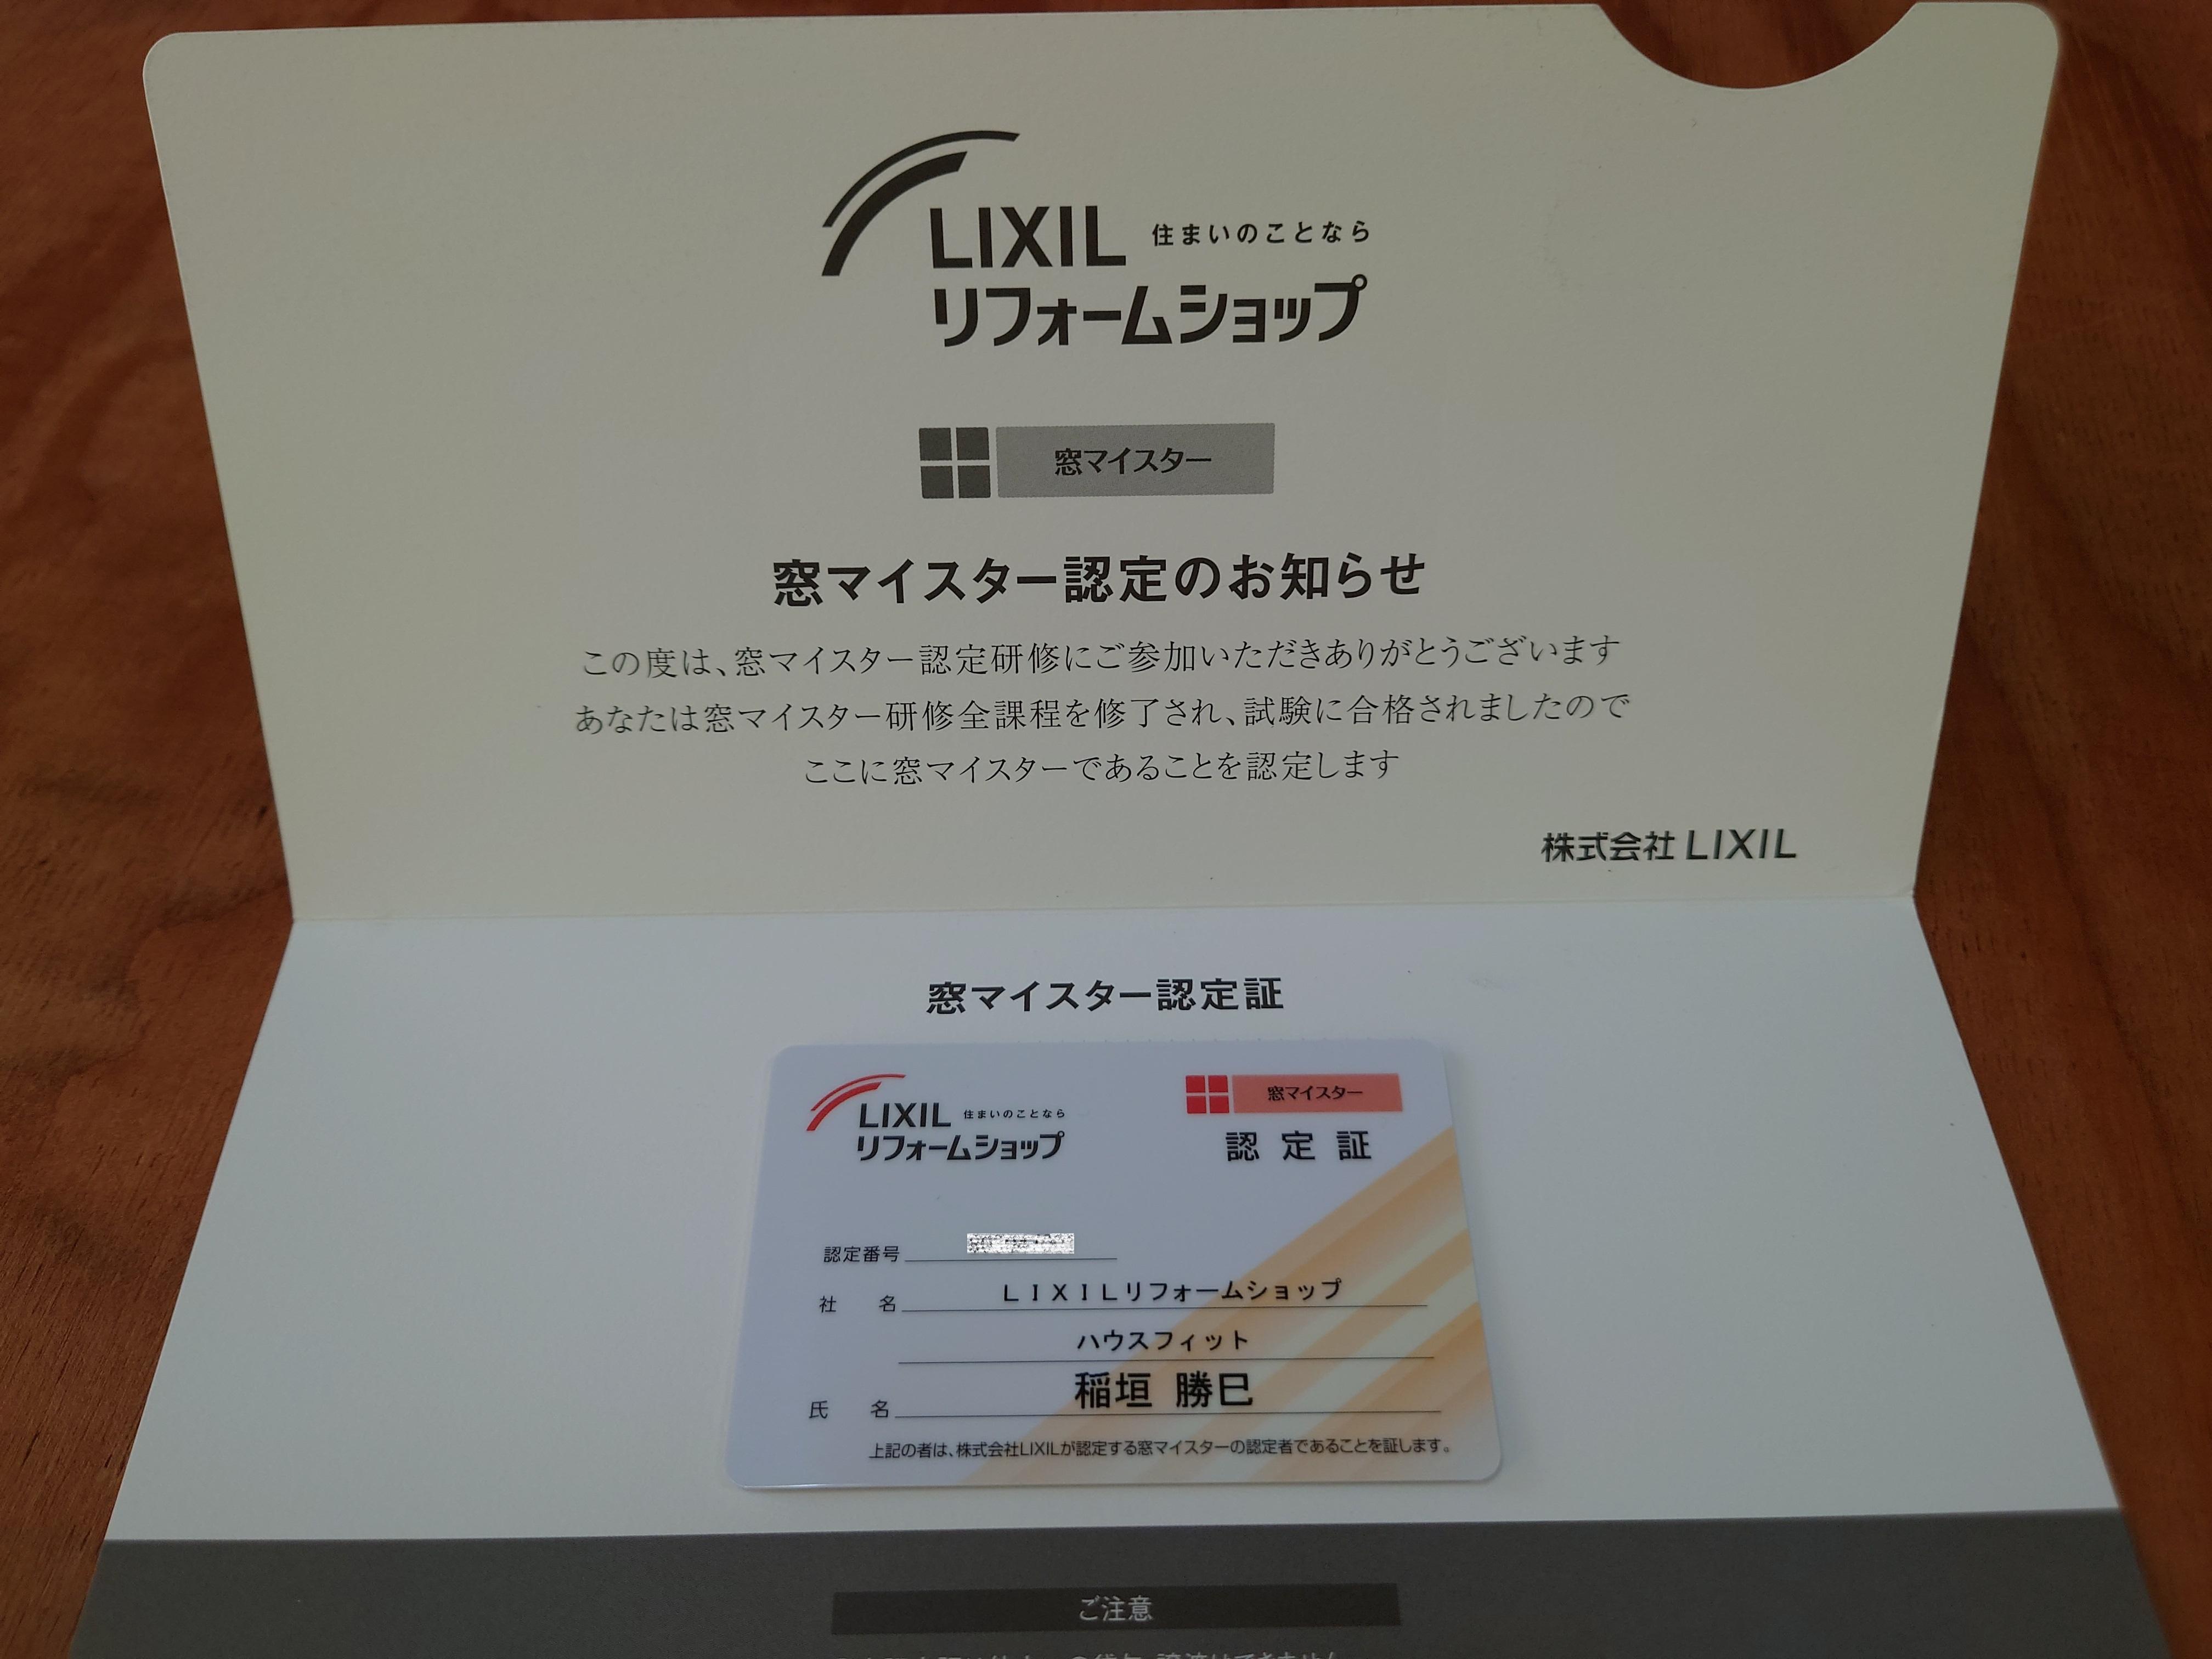 LIXIL 住まいのことなら
リフォームショップ
窓マイスター
窓マイスター認定のお知らせ
この度は、窓マイスター認定研修にご参加いただきありがとうございます
あなたは窓マイスター研修全課程を修了され、試験に合格されましたので
ここに窓マイスターであることを認定します
株式会社 LIXIL
窓マイスター認定証
LIXIL 住まいのことなら
リフォームショップ
窓マイスター
認定証
認定番号
社 名 ＬＩＸＩＬリフォームショップ
ハウスフィット
氏 名 稲垣 勝巳
上記の者は、株式会社LIXILが認定する窓マイスターの認定者であることを証します。
ご注意